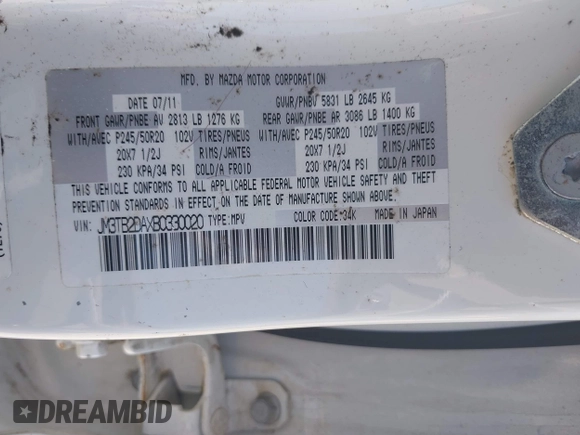 MFD. BY MAZDA MOTOR CORPORATION
DATE 07/11 GVWR/PNBV 5831 LB 2645 KG
FRONT GAWR/PNBE AV 2813 LB 1276 KG REAR GAWR/PNBE AR 3086 LB 1400 KG
WITH/AVEC P245/50R20 102V TIRES/PNEUS WITH/AVEC P245/50R20 102V TIRES/PNEUS
20X7 1/2J RIMS/JANTES 20X7 1/2J RIMS/JANTES
230 KPA/34 PSI COLD/A FROID 230 KPA/34 PSI COLD/A FROID
THIS VEHICLE CONFORMS TO ALL APPLICABLE FEDERAL MOTOR VEHICLE SAFETY AND
BUMPER STANDARDS IN EFFECT ON THE DATE OF MANUFACTURE SHOWN ABOVE.
VIN: JM3TB2DAXB0330020 TYPE:MPV COLOR CODE:34K MADE IN JAPAN
DREAMBID